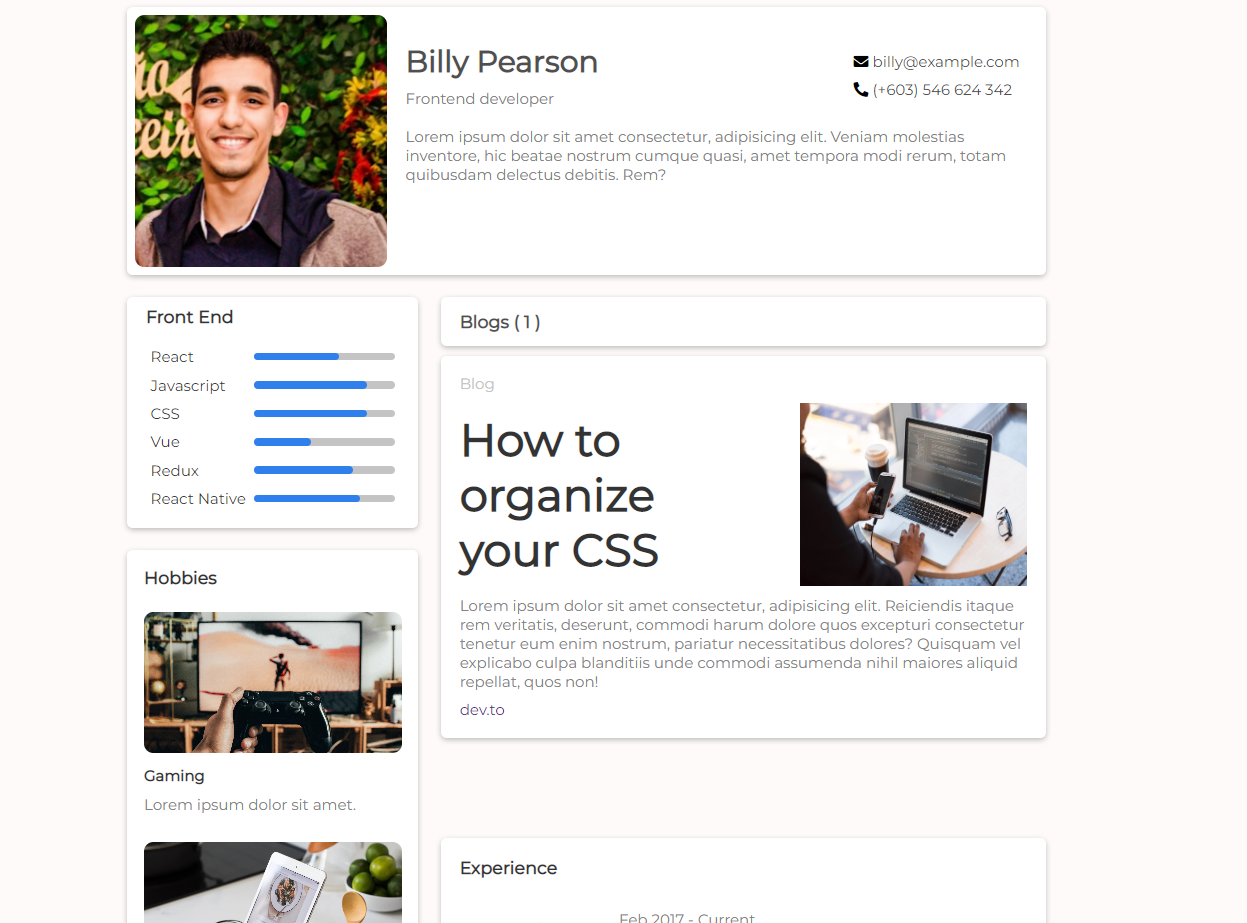 Billy Pearson
Frontend developer
billy@example.com
(+603) 546 624 342
Lorem ipsum dolor sit amet consectetur, adipisicing elit. Veniam molestias
inventore, hic beatae nostrum cumque quasi, amet tempora modi rerum, totam
quibusdam delectus debitis. Rem?
Front End
React
Javascript
CSS
Vue
Redux
React Native
Hobbies
Gaming
Lorem ipsum dolor sit amet.
Blogs ( 1 )
Blog
How to
organize
your CSS
Lorem ipsum dolor sit amet consectetur, adipisicing elit. Reiciendis itaque
rem veritatis, deserunt, commodi harum dolore quos excepturi consectetur
tenetur eum enim nostrum, pariatur necessitatibus dolores? Quisquam vel
explicabo culpa blanditiis unde commodi assumenda nihil maiores aliquid
repellat, quos non!
dev.to
Experience
Feb 2017 - Current